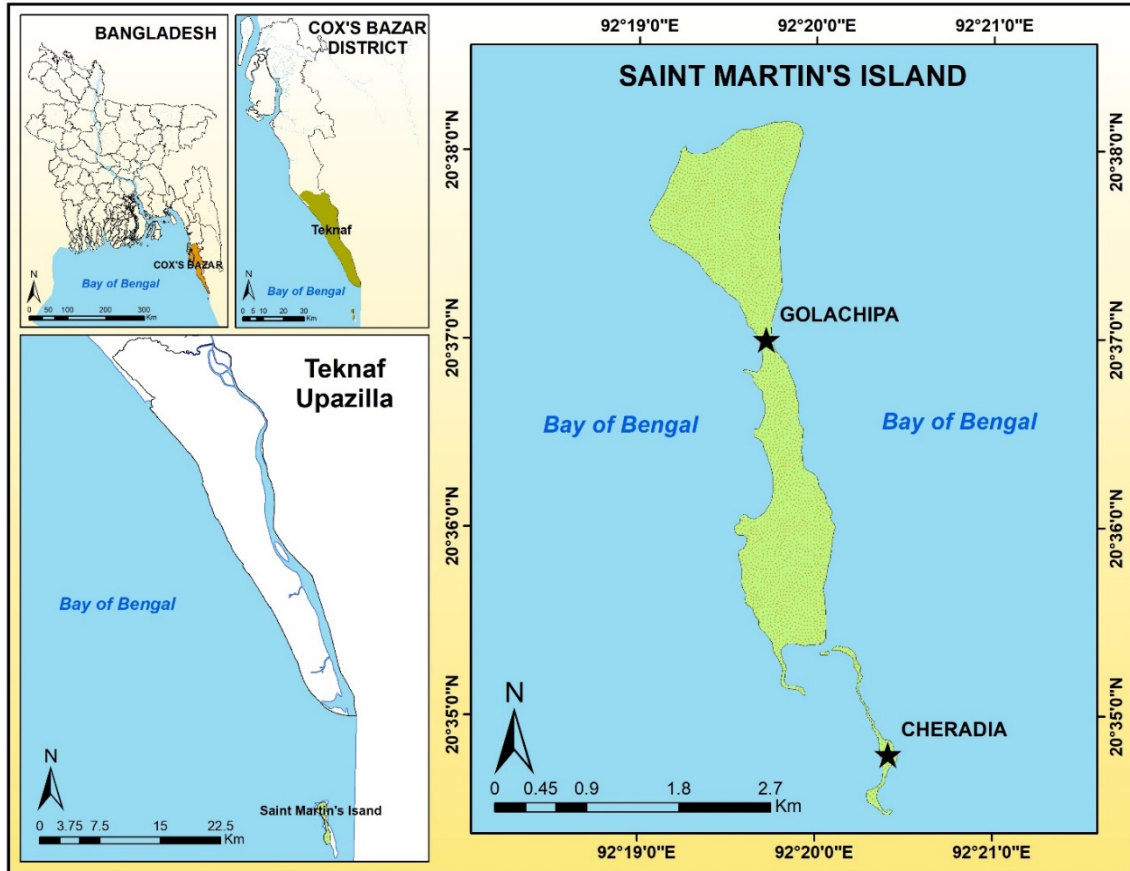 BANGLADESH
COX'S BAZAR
Bay of Bengal
N
0 50 100 200 300
Km
COX'S BAZAR
DISTRICT
Teknaf
Bay of Bengal
N
0 5 10 20 30
Km
Teknaf
Upazilla
Bay of Bengal
N
Saint Martin's Isand
0 3.75 7.5 15 22.5
Km
92°19'0"E 92°20'0"E 92°21'0"E
SAINT MARTIN'S ISLAND
20°38'0"N 20°38'0"N
GOLACHIPA
20°37'0"N 20°37'0"N
Bay of Bengal Bay of Bengal
20°36'0"N 20°36'0"N
20°35'0"N 20°35'0"N
CHERADIA
N
0 0.45 0.9 1.8 2.7
Km
92°19'0"E 92°20'0"E 92°21'0"E